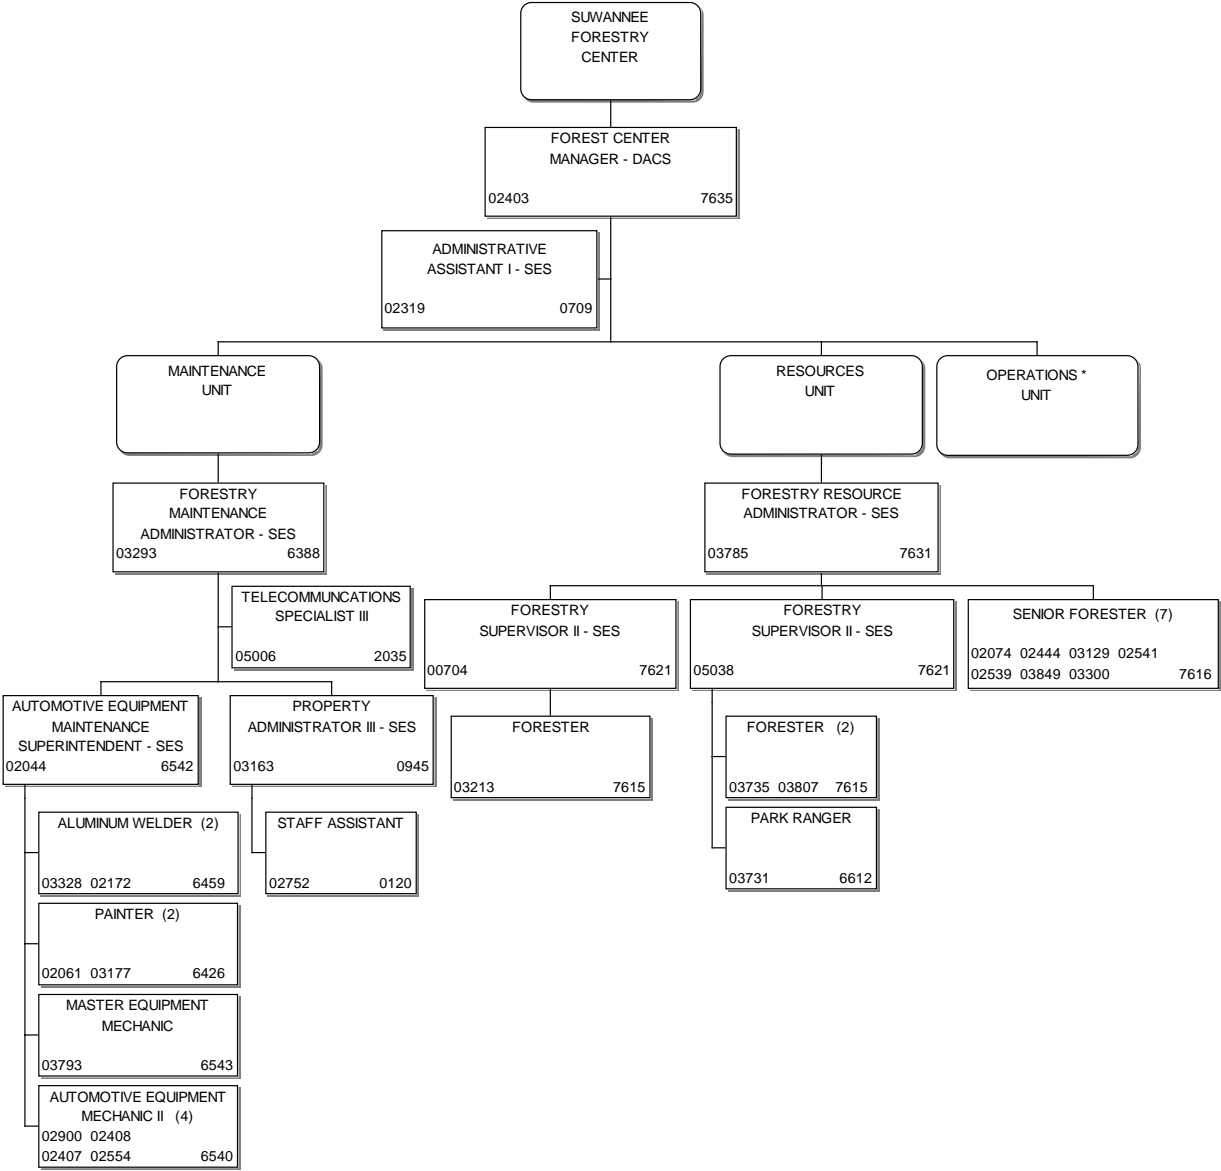 SUWANNEE
FORESTRY
CENTER
FOREST CENTER
MANAGER - DACS
02403 7635
ADMINISTRATIVE
ASSISTANT I - SES
02319 0709
MAINTENANCE
UNIT
RESOURCES
UNIT
OPERATIONS *
UNIT
FORESTRY
MAINTENANCE
ADMINISTRATOR - SES
03293 6388
FORESTRY RESOURCE
ADMINISTRATOR - SES
03785 7631
TELECOMMUNCATIONS
SPECIALIST III
05006 2035
FORESTRY
SUPERVISOR II - SES
00704 7621
FORESTRY
SUPERVISOR II - SES
05038 7621
SENIOR FORESTER (7)
02074 02444 03129 02541
02539 03849 03300 7616
AUTOMOTIVE EQUIPMENT
MAINTENANCE
SUPERINTENDENT - SES
02044 6542
PROPERTY
ADMINISTRATOR III - SES
03163 0945
FORESTER
03213 7615
FORESTER (2)
03735 03807 7615
PARK RANGER
03731 6612
ALUMINUM WELDER (2)
03328 02172 6459
STAFF ASSISTANT
02752 0120
PAINTER (2)
02061 03177 6426
MASTER EQUIPMENT
MECHANIC
03793 6543
AUTOMOTIVE EQUIPMENT
MECHANIC II (4)
02900 02408
02407 02554 6540